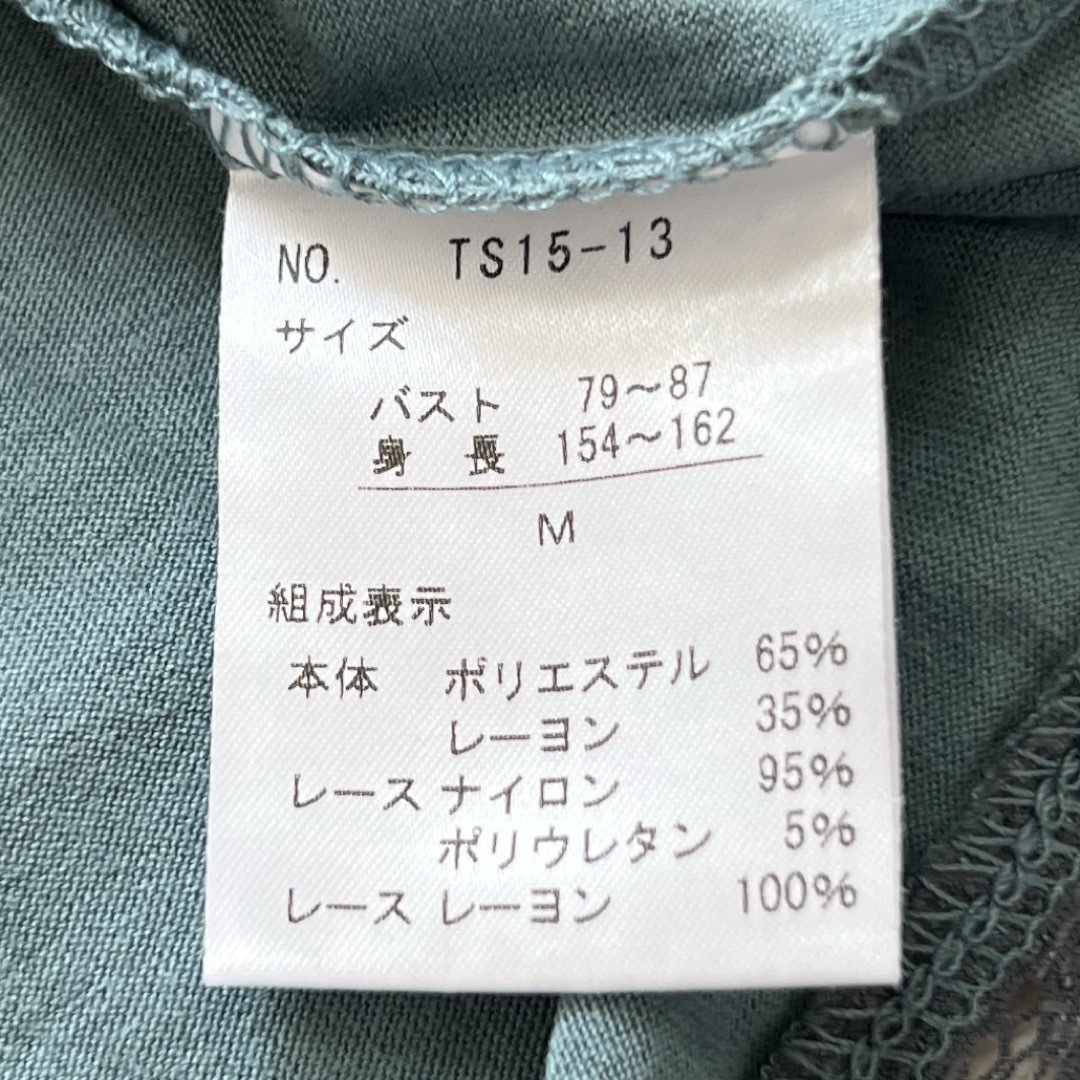 NO. TS15-13
サイズ
バスト 79～87
身長 154～162
M
組成表示
本体 ポリエステル 65%
レーヨン 35%
レース ナイロン 95%
ポリウレタン 5%
レース レーヨン 100%